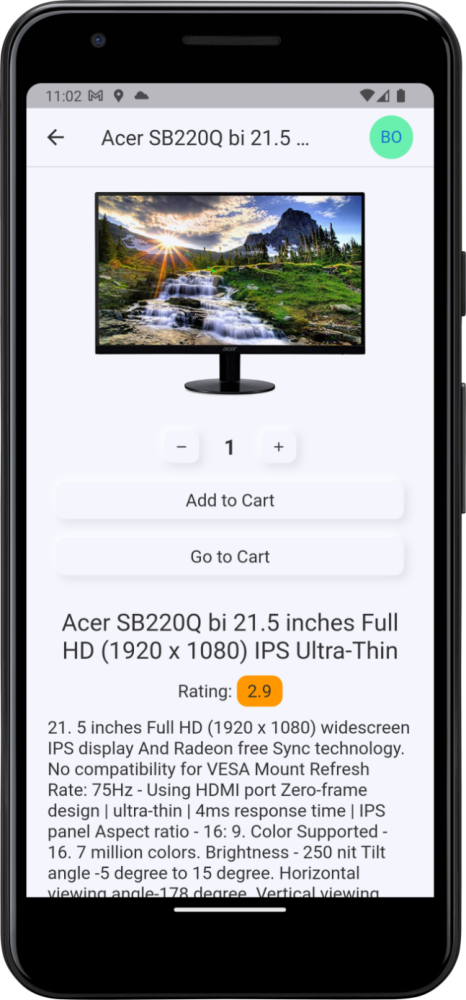 11:02
Acer SB220Q bi 21.5 ...
BO
acer
− 1 +
Add to Cart
Go to Cart
Acer SB220Q bi 21.5 inches Full
HD (1920 x 1080) IPS Ultra-Thin
Rating: 2.9
21. 5 inches Full HD (1920 x 1080) widescreen
IPS display And Radeon free Sync technology.
No compatibility for VESA Mount Refresh
Rate: 75Hz - Using HDMI port Zero-frame
design | ultra-thin | 4ms response time | IPS
panel Aspect ratio - 16: 9. Color Supported -
16. 7 million colors. Brightness - 250 nit Tilt
angle -5 degree to 15 degree. Horizontal
viewing angle-178 degree. Vertical viewing